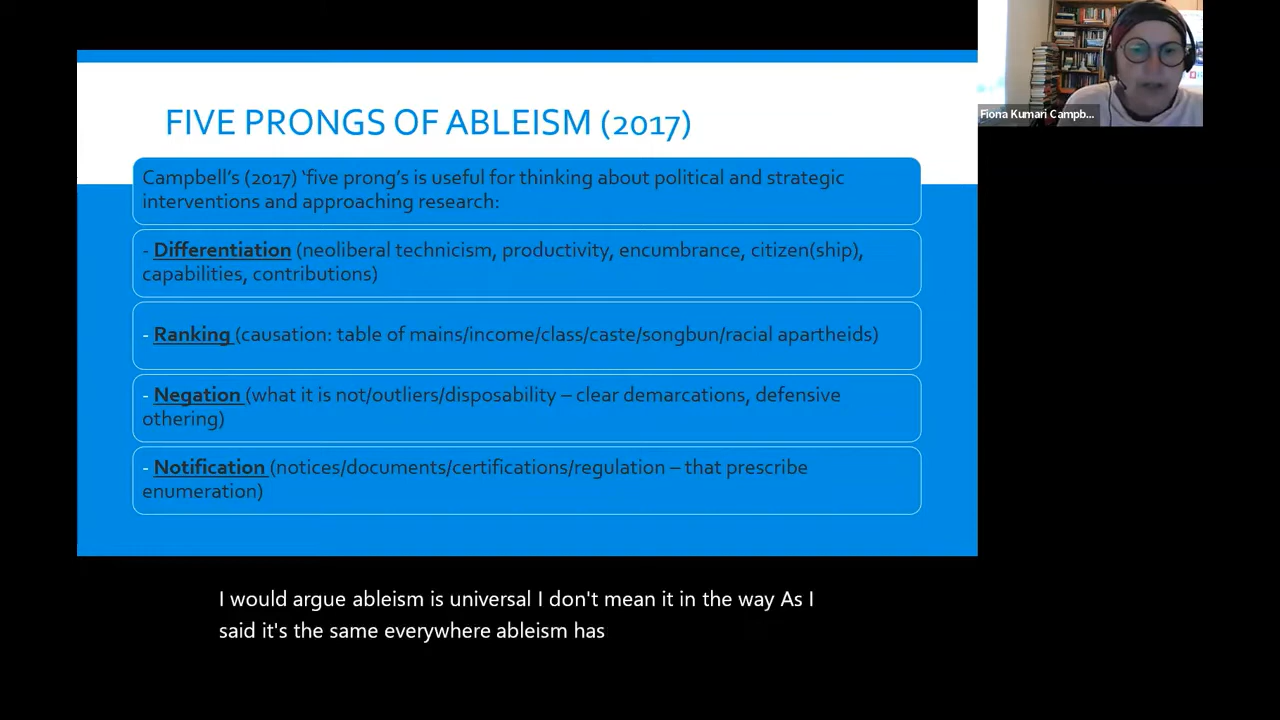 FIVE PRONGS OF ABLEISM (2017)
Campbell's (2017) 'five prong's is useful for thinking about political and strategic
interventions and approaching research:
- Differentiation (neoliberal technicism, productivity, encumbrance, citizen(ship),
capabilities, contributions)
- Ranking (causation: table of mains/income/class/caste/songbun/racial apartheids)
- Negation (what it is not/outliers/disposability – clear demarcations, defensive
othering)
- Notification (notices/documents/certifications/regulation – that prescribe
enumeration)
Fiona Kumari Campb...
I would argue ableism is universal I don't mean it in the way As I
said it's the same everywhere ableism has